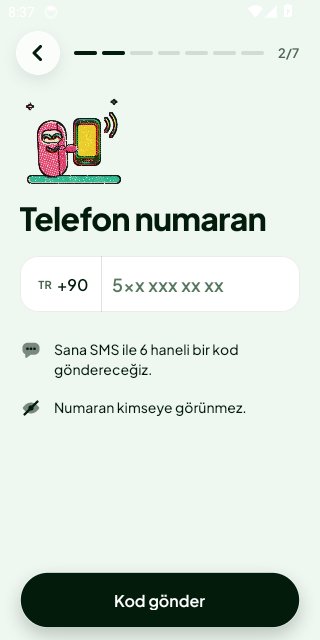 8:37
2/7
Telefon numaran
TR +90 5xx xxx xx xx
Sana SMS ile 6 haneli bir kod
göndereceğiz.
Numaran kimseye görünmez.
Kod gönder